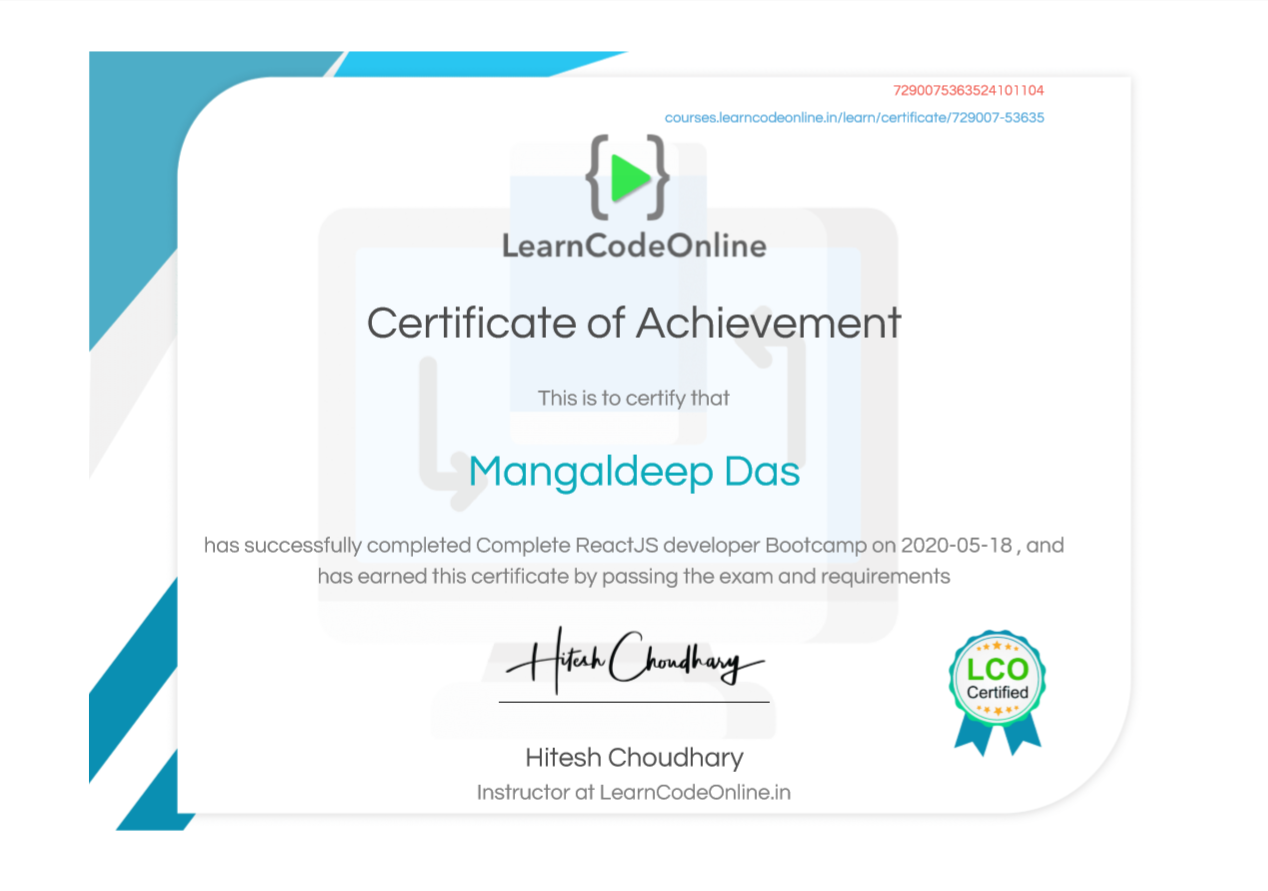 7290075363524101104
courses.learncodeonline.in/learn/certificate/729007-53635
LearnCodeOnline
Certificate of Achievement
This is to certify that
Mangaldeep Das
has successfully completed Complete ReactJS developer Bootcamp on 2020-05-18 , and
has earned this certificate by passing the exam and requirements
Hitesh Choudhary
LCO
Certified
Hitesh Choudhary
Instructor at LearnCodeOnline.in